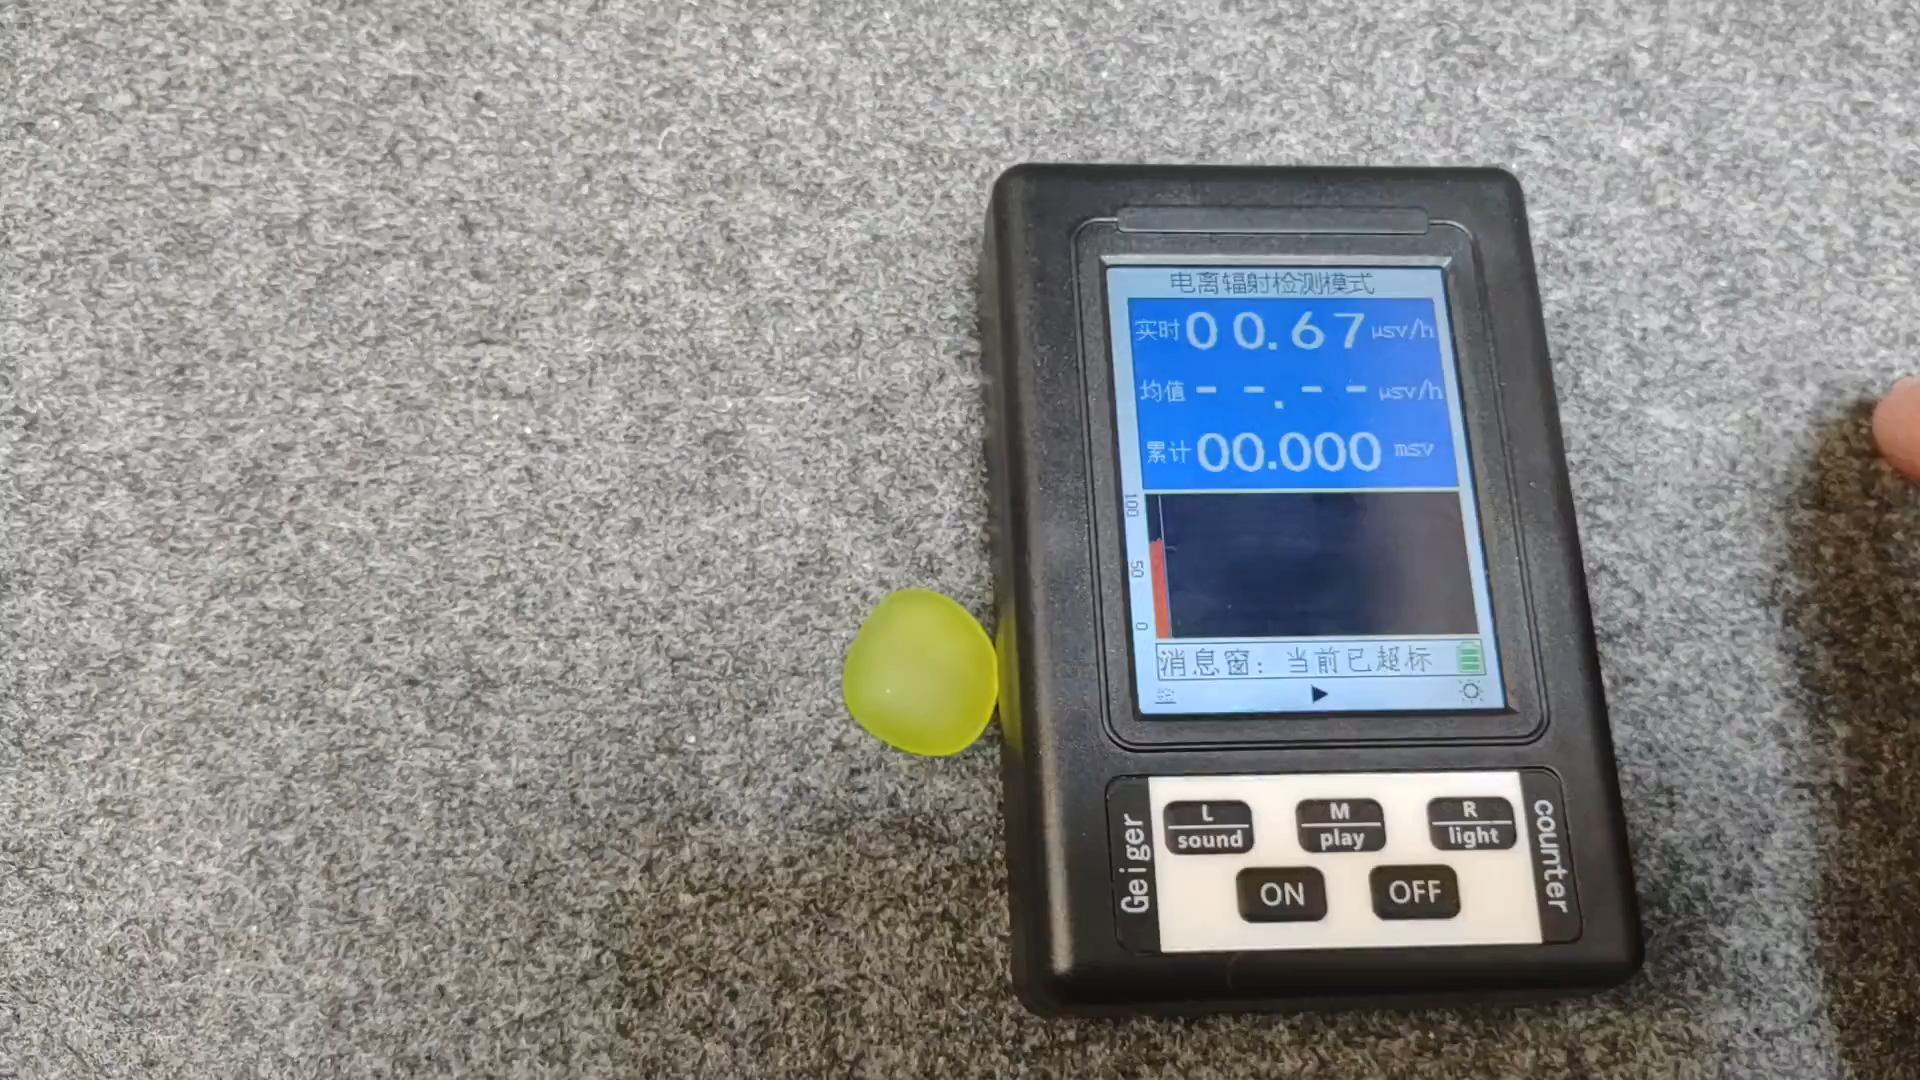 电离辐射检测模式
实时 00.67 μsv/h
均值 --.-- μsv/h
累计 00.000 msv
100
50
0
消息窗: 当前已超标
L
sound
M
play
R
light
ON
OFF
Geiger
counter